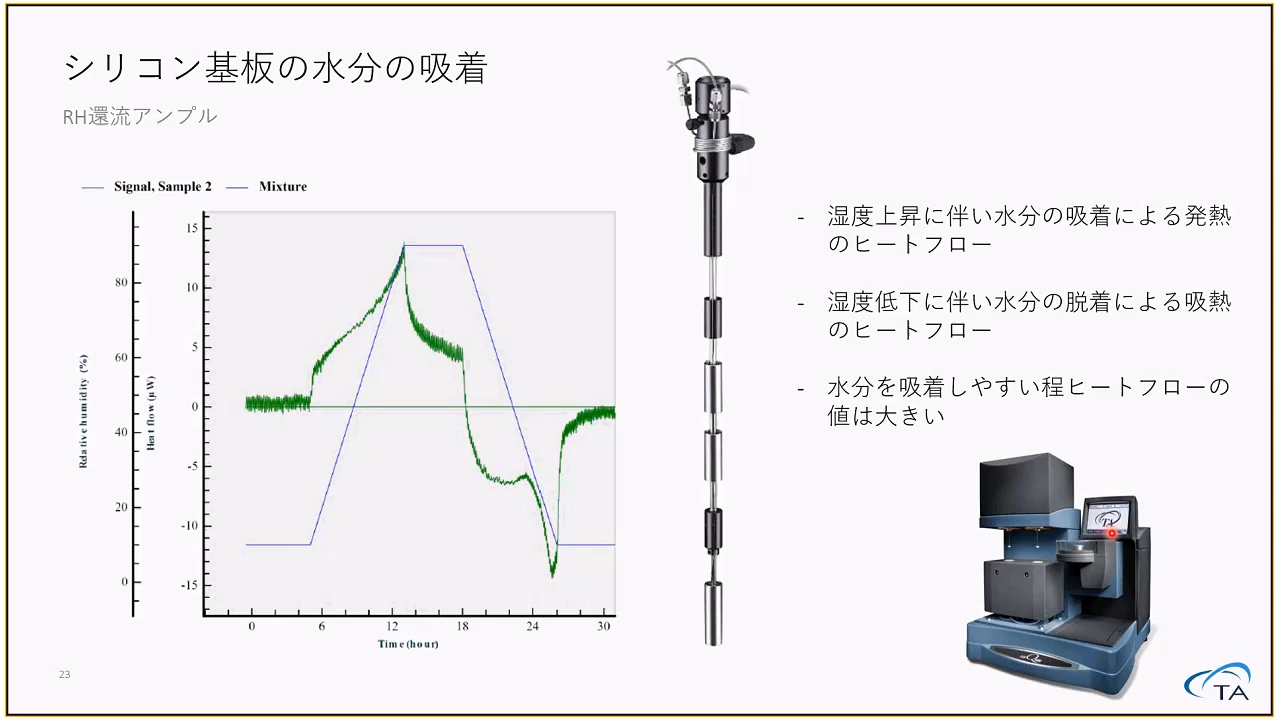 シリコン基板の水分の吸着
RH還流アンプル
Signal, Sample 2
Mixture
Relative humidity (%)
80
60
40
20
0
Heat flow (μW)
15
10
5
0
-5
-10
-15
0 6 12 18 24 30
Time (hour)
- 湿度上昇に伴い水分の吸着による発熱
のヒートフロー
- 湿度低下に伴い水分の脱着による吸熱
のヒートフロー
- 水分を吸着しやすい程ヒートフローの
値は大きい
TA
23
TA